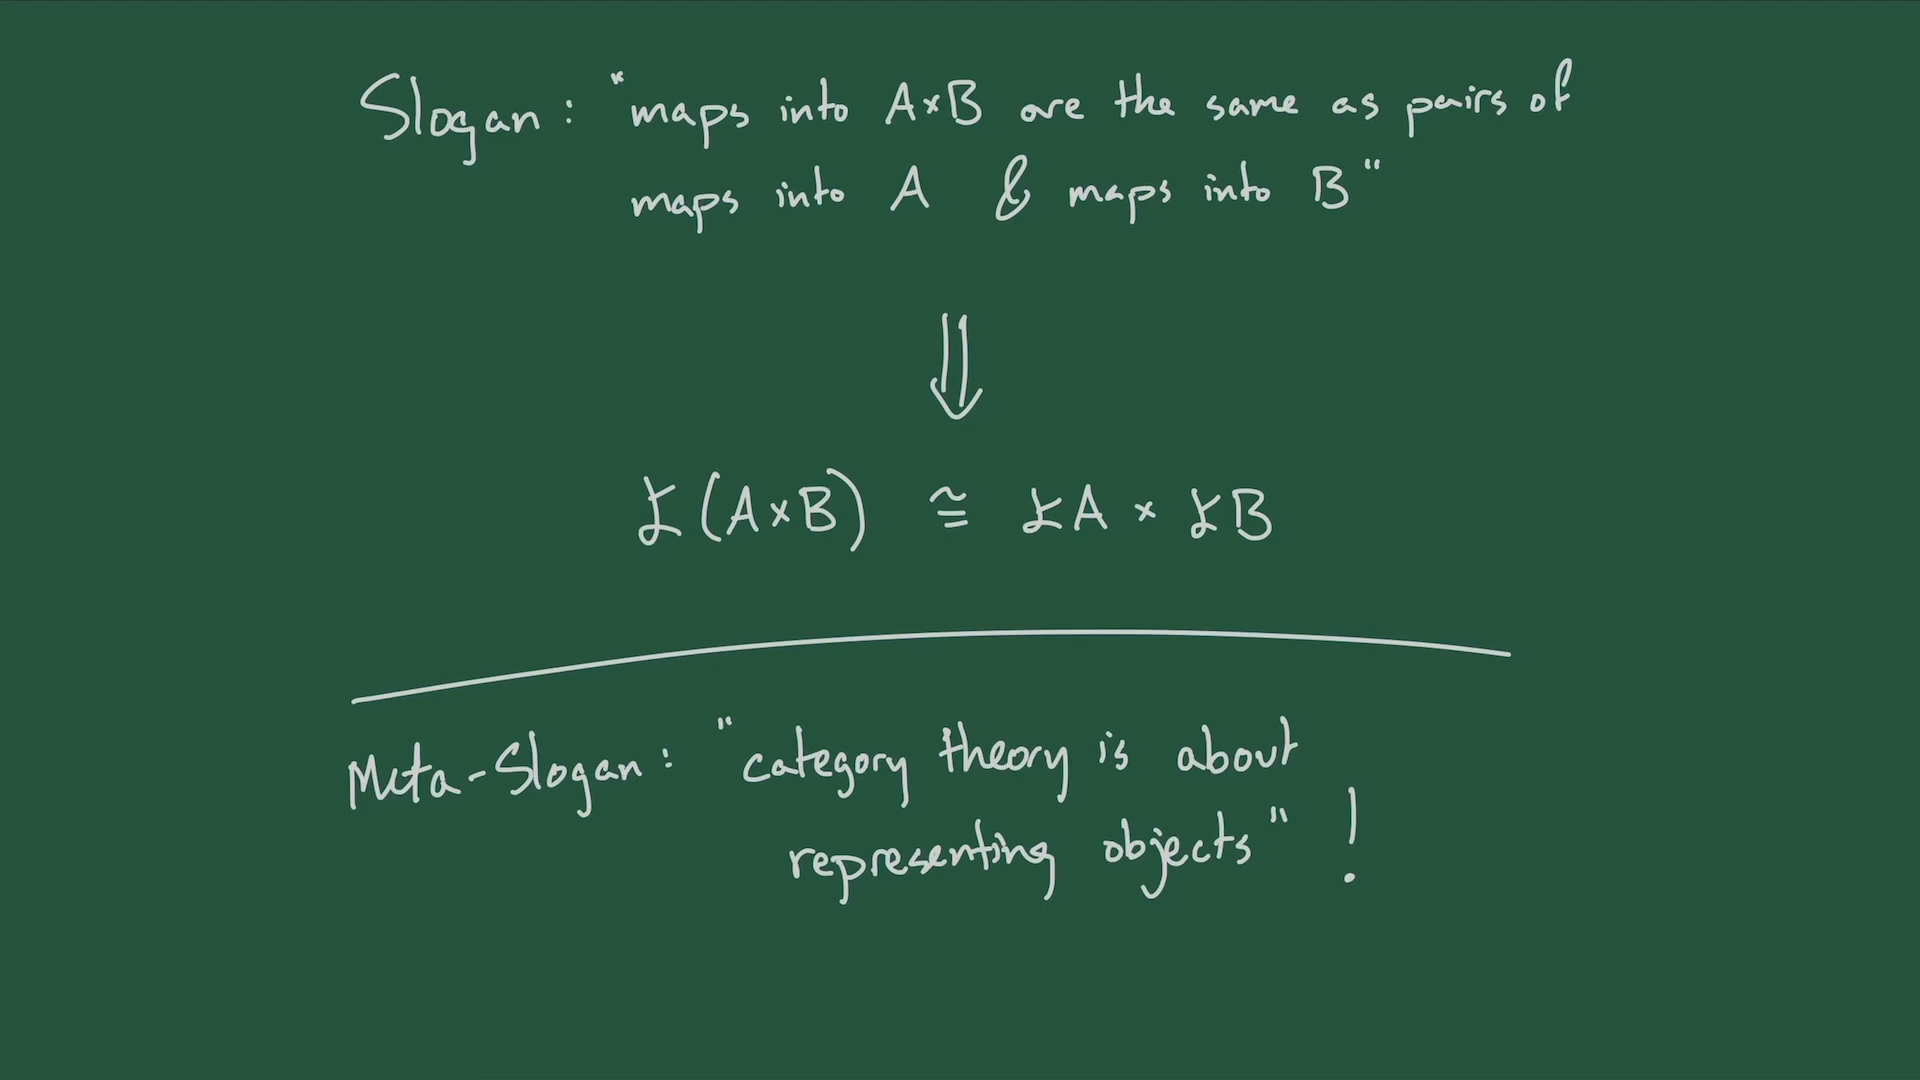 Slogan: "maps into A×B are the same as pairs of
maps into A & maps into B"
⇓
よ(A×B) ≅ よA × よB
Meta-Slogan: "category theory is about
representing objects"!